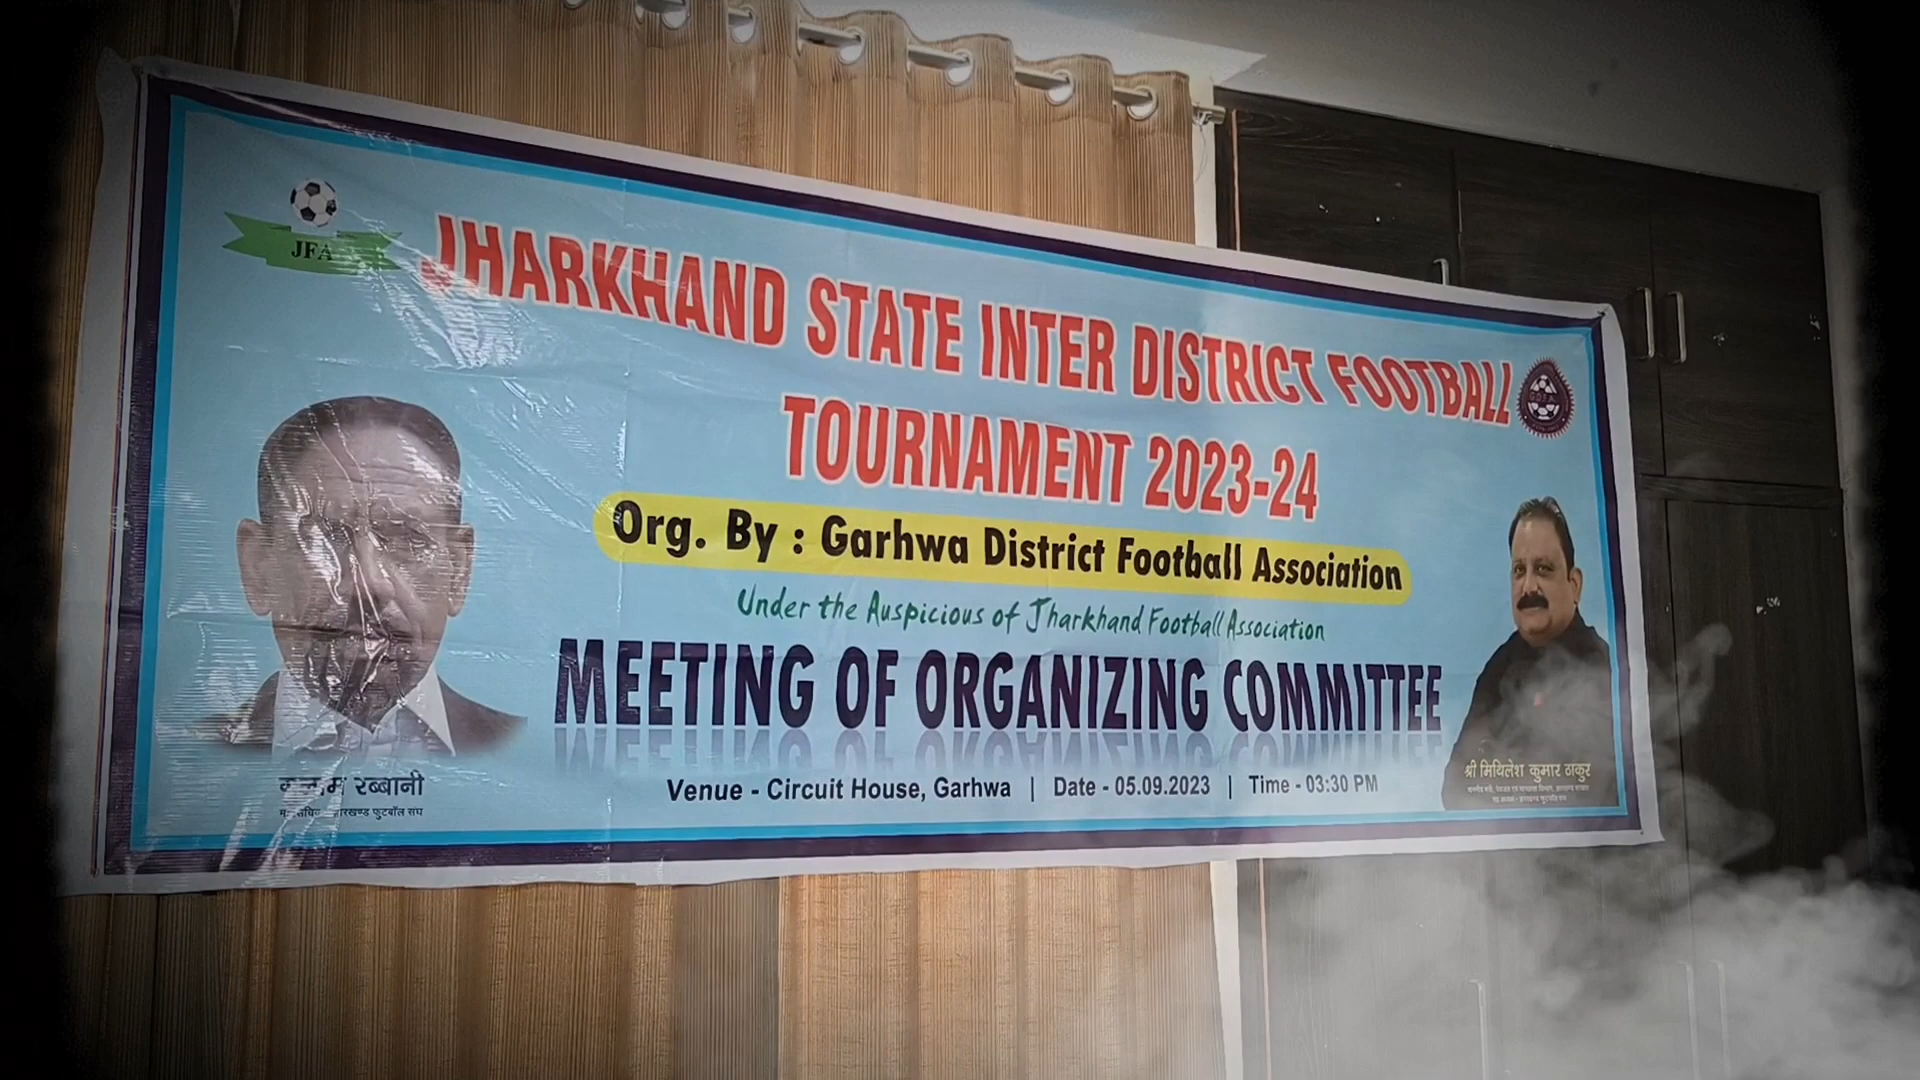 JFA
JHARKHAND STATE INTER DISTRICT FOOTBALL
TOURNAMENT 2023-24
Org. By : Garhwa District Football Association
Under the Auspicious of Jharkhand Football Association
MEETING OF ORGANIZING COMMITTEE
Venue - Circuit House, Garhwa | Date - 05.09.2023 | Time - 03:30 PM
रब्बानी
फुटबॉल संघ
श्री मिथिलेश कुमार ठाकुर